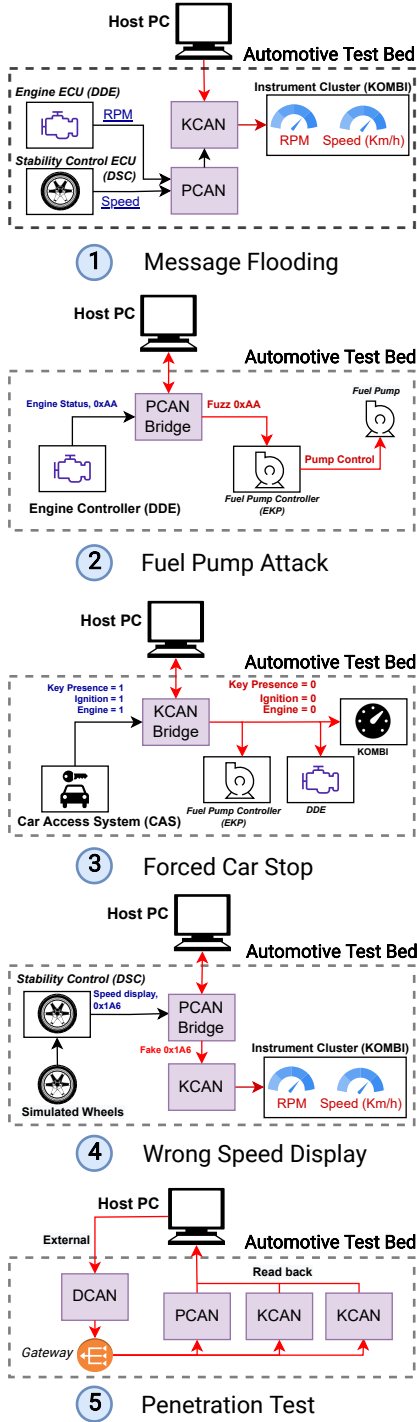 Host PC
Automotive Test Bed
Engine ECU (DDE)
RPM
Stability Control ECU
(DSC)
Speed
KCAN
PCAN
Instrument Cluster (KOMBI)
RPM
Speed (Km/h)
1 Message Flooding
Host PC
Automotive Test Bed
Engine Status, 0xAA
PCAN
Bridge
Fuzz 0xAA
Fuel Pump
Pump Control
Engine Controller (DDE)
Fuel Pump Controller
(EKP)
2 Fuel Pump Attack
Host PC
Automotive Test Bed
Key Presence = 1
Ignition = 1
Engine = 1
KCAN
Bridge
Key Presence = 0
Ignition = 0
Engine = 0
KOMBI
Car Access System (CAS)
Fuel Pump Controller
(EKP)
DDE
3 Forced Car Stop
Host PC
Automotive Test Bed
Stability Control (DSC)
Speed display,
0x1A6
PCAN
Bridge
Fake 0x1A6
KCAN
Instrument Cluster (KOMBI)
RPM
Speed (Km/h)
Simulated Wheels
4 Wrong Speed Display
Host PC
External
Automotive Test Bed
Read back
DCAN
PCAN
KCAN
KCAN
Gateway
5 Penetration Test